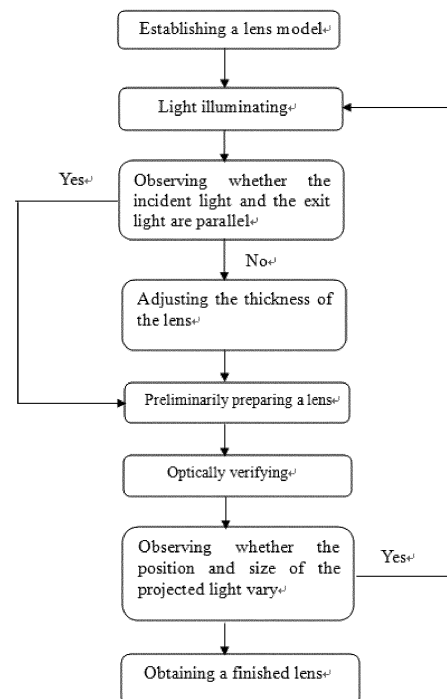 Establishing a lens model↵
Light illuminating↵
Yes↵
Observing whether the
incident light and the exit
light are parallel↵
No↵
Adjusting the thickness of
the lens↵
Preliminarily preparing a lens↵
Optically verifying↵
Observing whether the
position and size of the
projected light vary↵
Yes↵
Obtaining a finished lens↵